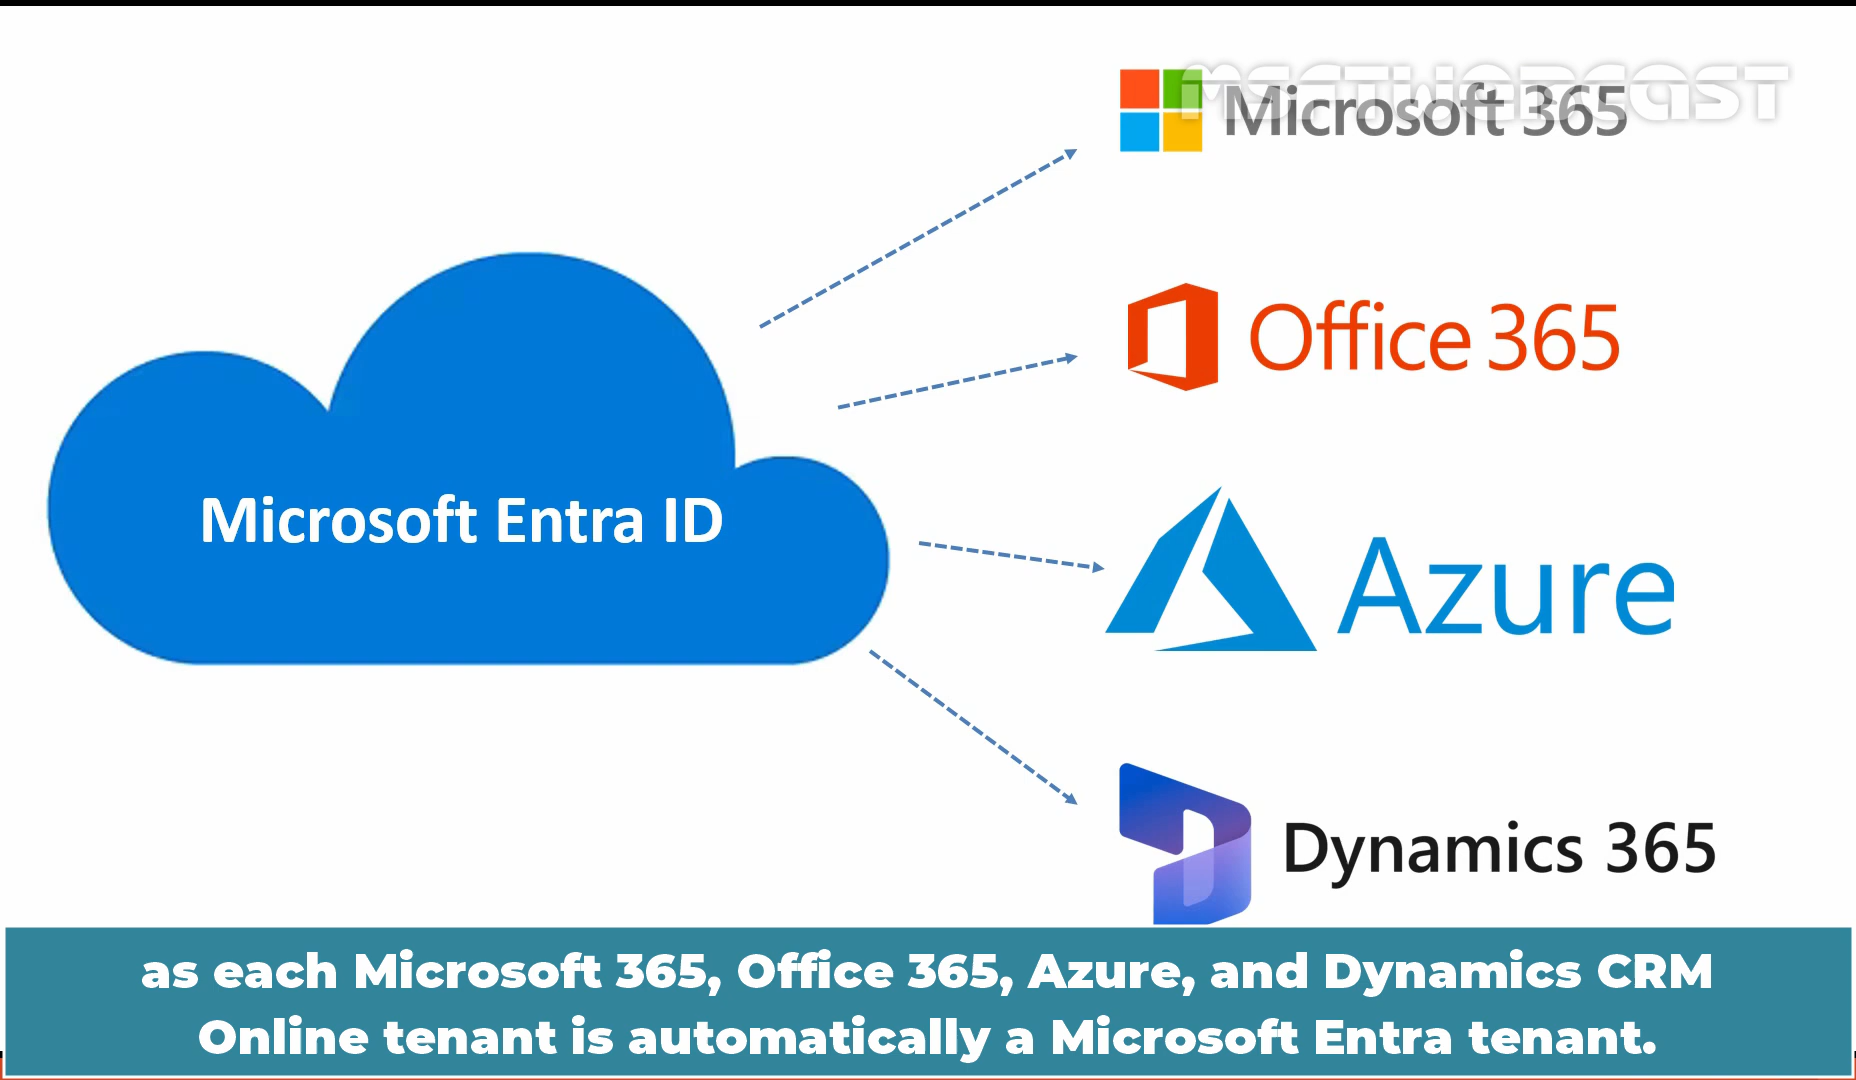 MSFTWEBCAST
Microsoft 365
Office 365
Azure
Microsoft Entra ID
Dynamics 365
as each Microsoft 365, Office 365, Azure, and Dynamics CRM
Online tenant is automatically a Microsoft Entra tenant.